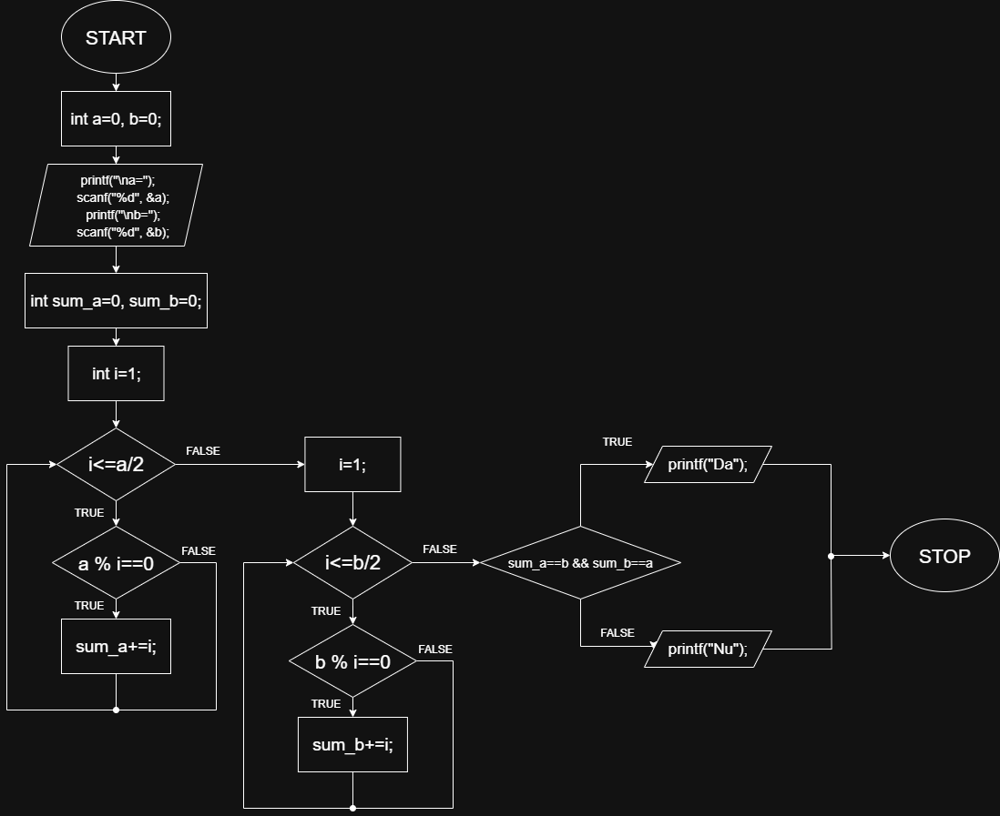 START
int a=0, b=0;
printf("\na=");
scanf("%d", &a);
printf("\nb=");
scanf("%d", &b);
int sum_a=0, sum_b=0;
int i=1;
i<=a/2
FALSE
TRUE
a % i==0
FALSE
TRUE
sum_a+=i;
i=1;
i<=b/2
FALSE
TRUE
b % i==0
FALSE
TRUE
sum_b+=i;
sum_a==b && sum_b==a
TRUE
printf("Da");
FALSE
printf("Nu");
STOP